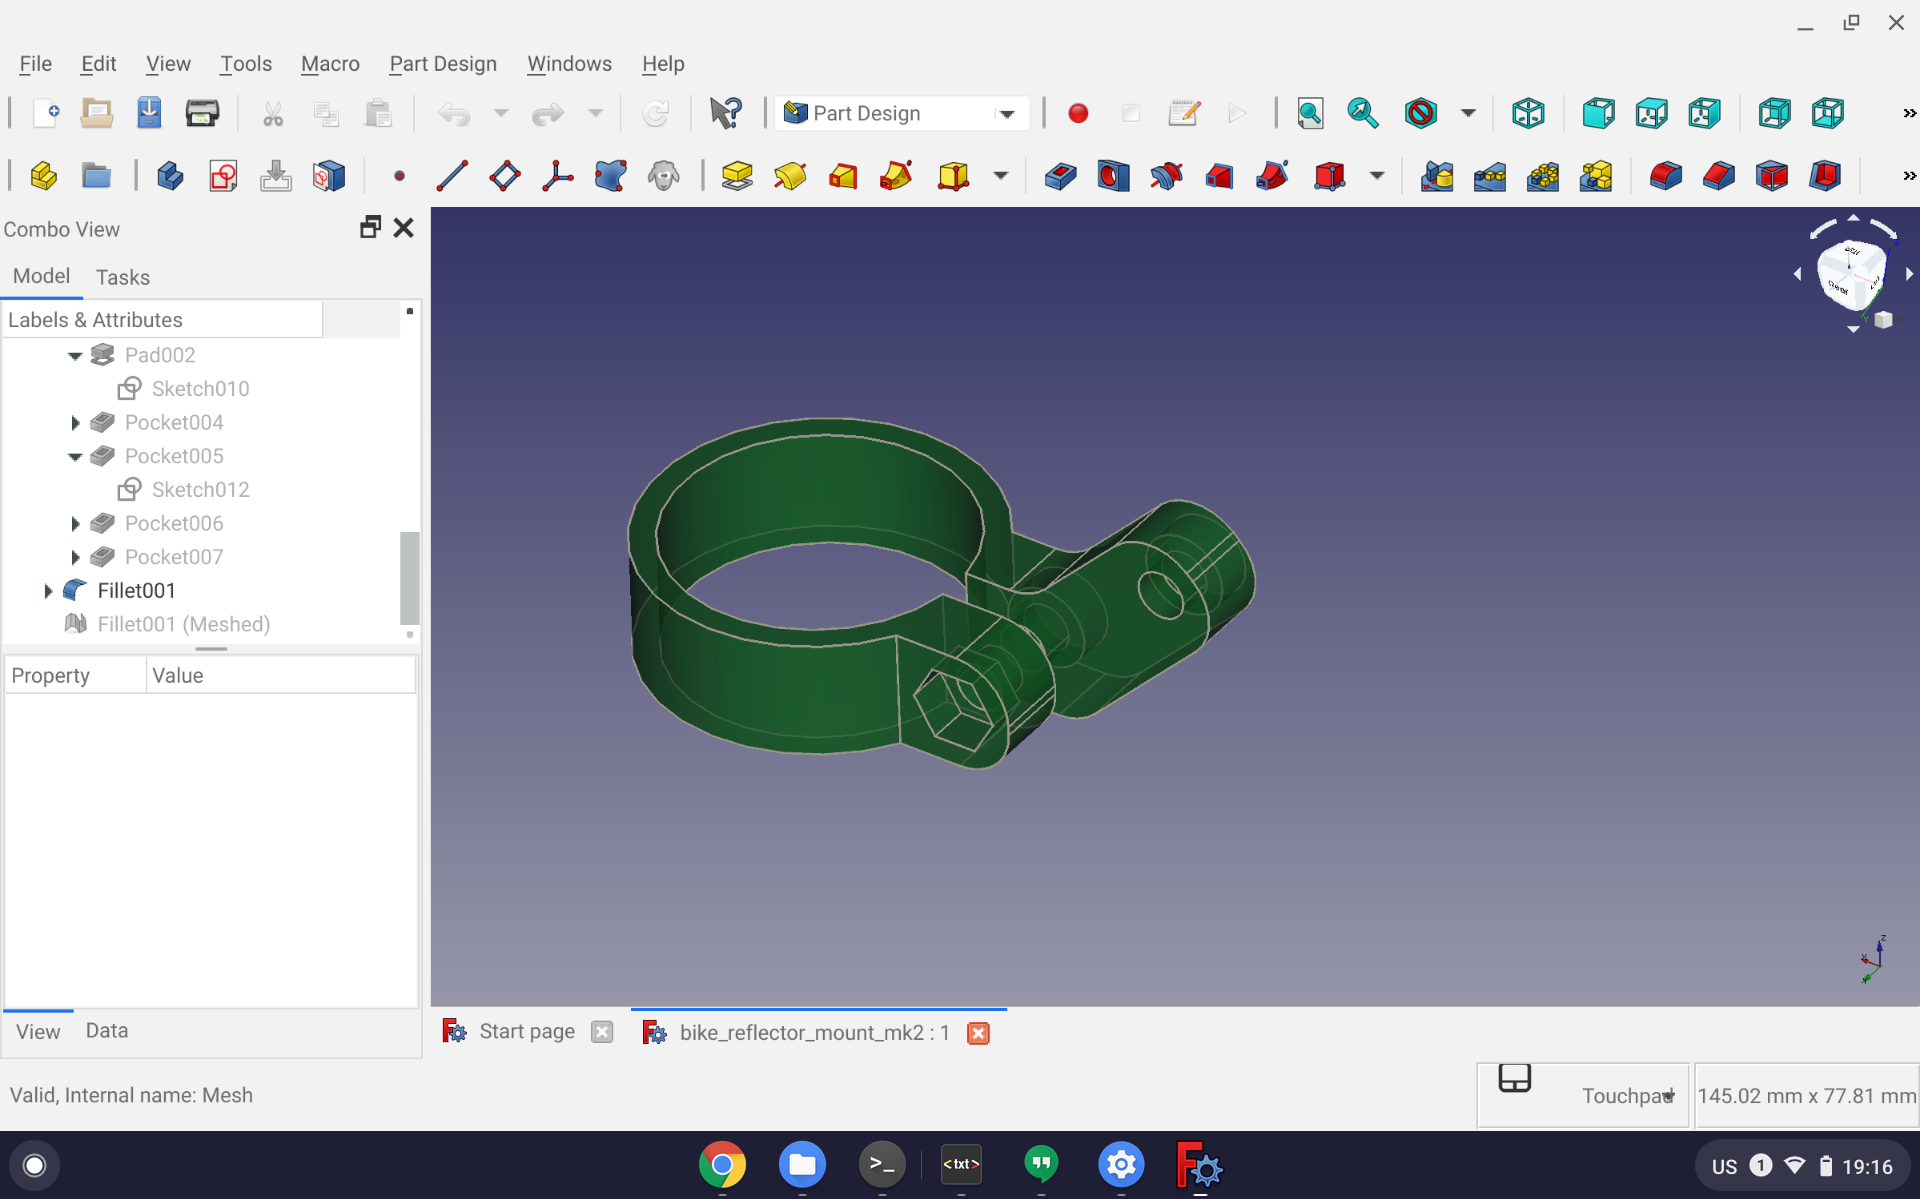 File Edit View Tools Macro Part Design Windows Help
Part Design
Combo View
Model Tasks
Labels & Attributes
Pad002
Sketch010
Pocket004
Pocket005
Sketch012
Pocket006
Pocket007
Fillet001
Fillet001 (Meshed)
Property Value
View Data
Start page
bike_reflector_mount_mk2 : 1
Valid, Internal name: Mesh
Touchpad
145.02 mm x 77.81 mm
<txt>
US 1 19:16